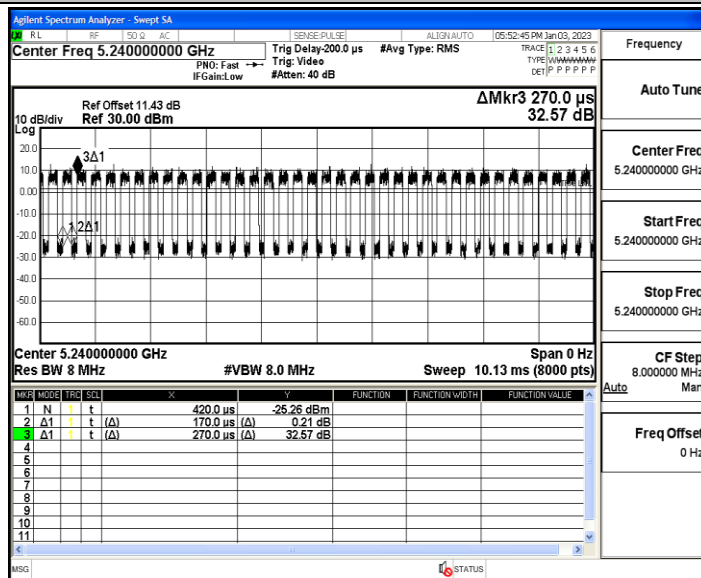 Agilent Spectrum Analyzer - Swept SA
RL RF 50 Ω AC SENSE:PULSE ALIGN AUTO 05:52:45 PM Jan 03, 2023
Center Freq 5.240000000 GHz
PNO: Fast
IFGain:Low
Trig Delay-200.0 µs
Trig: Video
#Atten: 40 dB
#Avg Type: RMS
TRACE 1 2 3 4 5 6
TYPE
DET P P P P P P
ΔMkr3 270.0 µs
32.57 dB
Ref Offset 11.43 dB
10 dB/div Ref 30.00 dBm
Log
20.0
10.0
0.00
-10.0
-20.0
-30.0
-40.0
-50.0
-60.0
3Δ1
2Δ1
Center 5.240000000 GHz Span 0 Hz
Res BW 8 MHz #VBW 8.0 MHz Sweep 10.13 ms (8000 pts)
MKR MODE TRC SCL X Y FUNCTION FUNCTION WIDTH FUNCTION VALUE
1 N t 420.0 µs -25.26 dBm
2 Δ1 t (Δ) 170.0 µs (Δ) 0.21 dB
3 Δ1 t (Δ) 270.0 µs (Δ) 32.57 dB
4
5
6
7
8
9
10
11
MSG STATUS
Frequency
Auto Tune
Center Freq
5.240000000 GHz
Start Freq
5.240000000 GHz
Stop Freq
5.240000000 GHz
CF Step
8.000000 MHz
Auto Man
Freq Offset
0 Hz